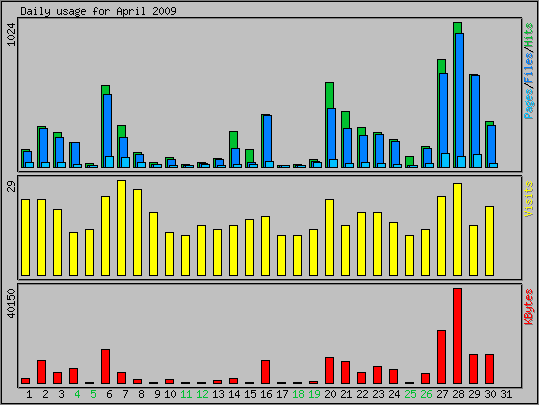 Daily usage for April 2009
1024
Pages/Files/Hits
29
Visits
40150
KBytes
1 2 3 4 5 6 7 8 9 10 11 12 13 14 15 16 17 18 19 20 21 22 23 24 25 26 27 28 29 30 31